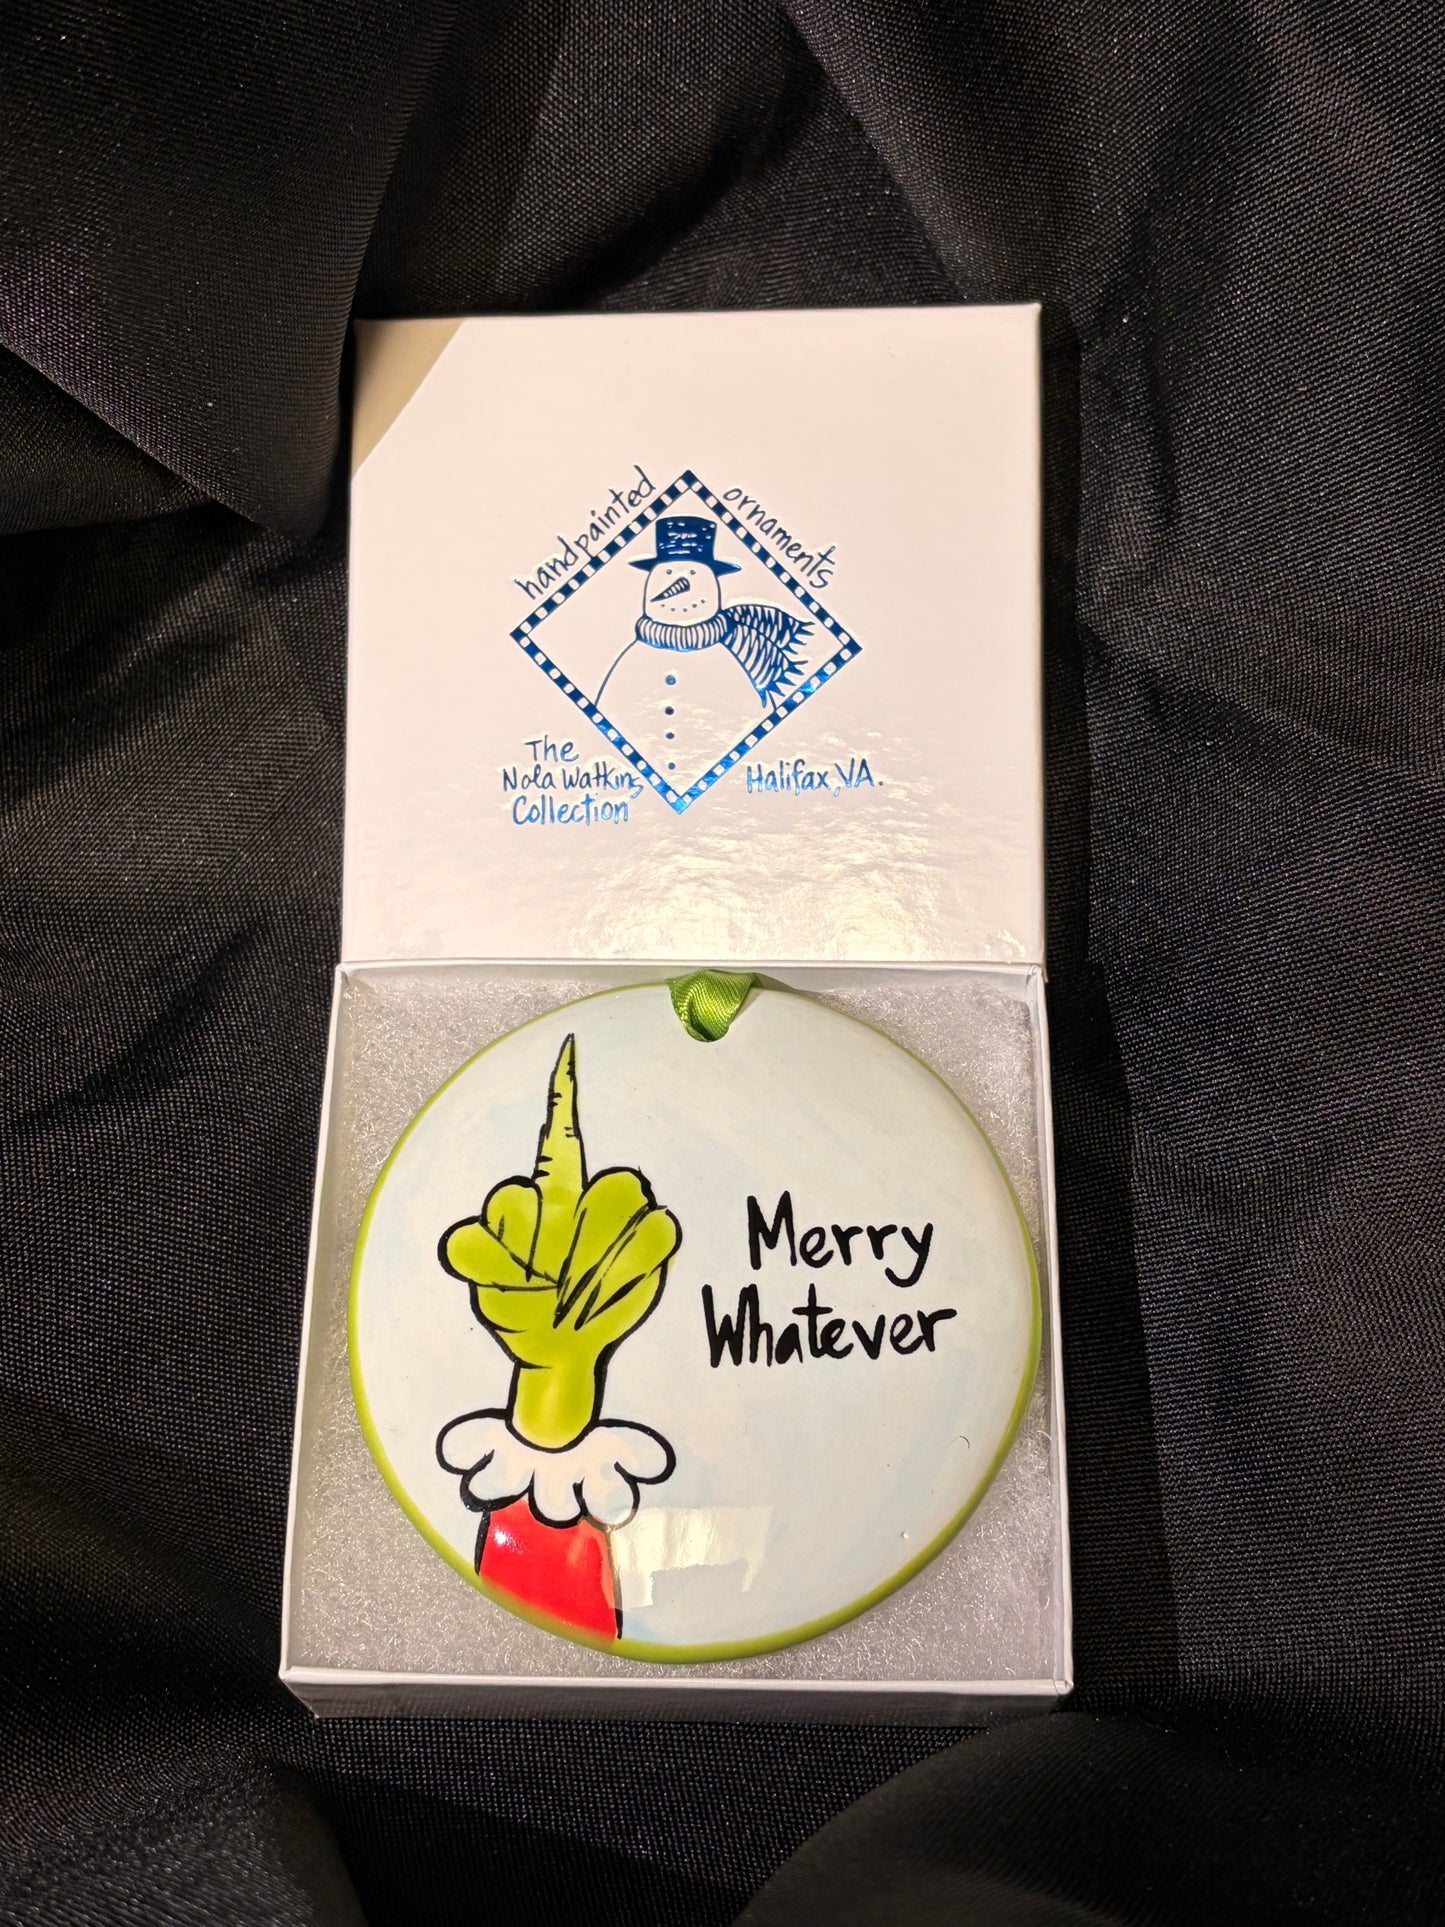 handpainted ornaments
The
Nola Watkins
Collection
Halifax, VA.
Merry
Whatever